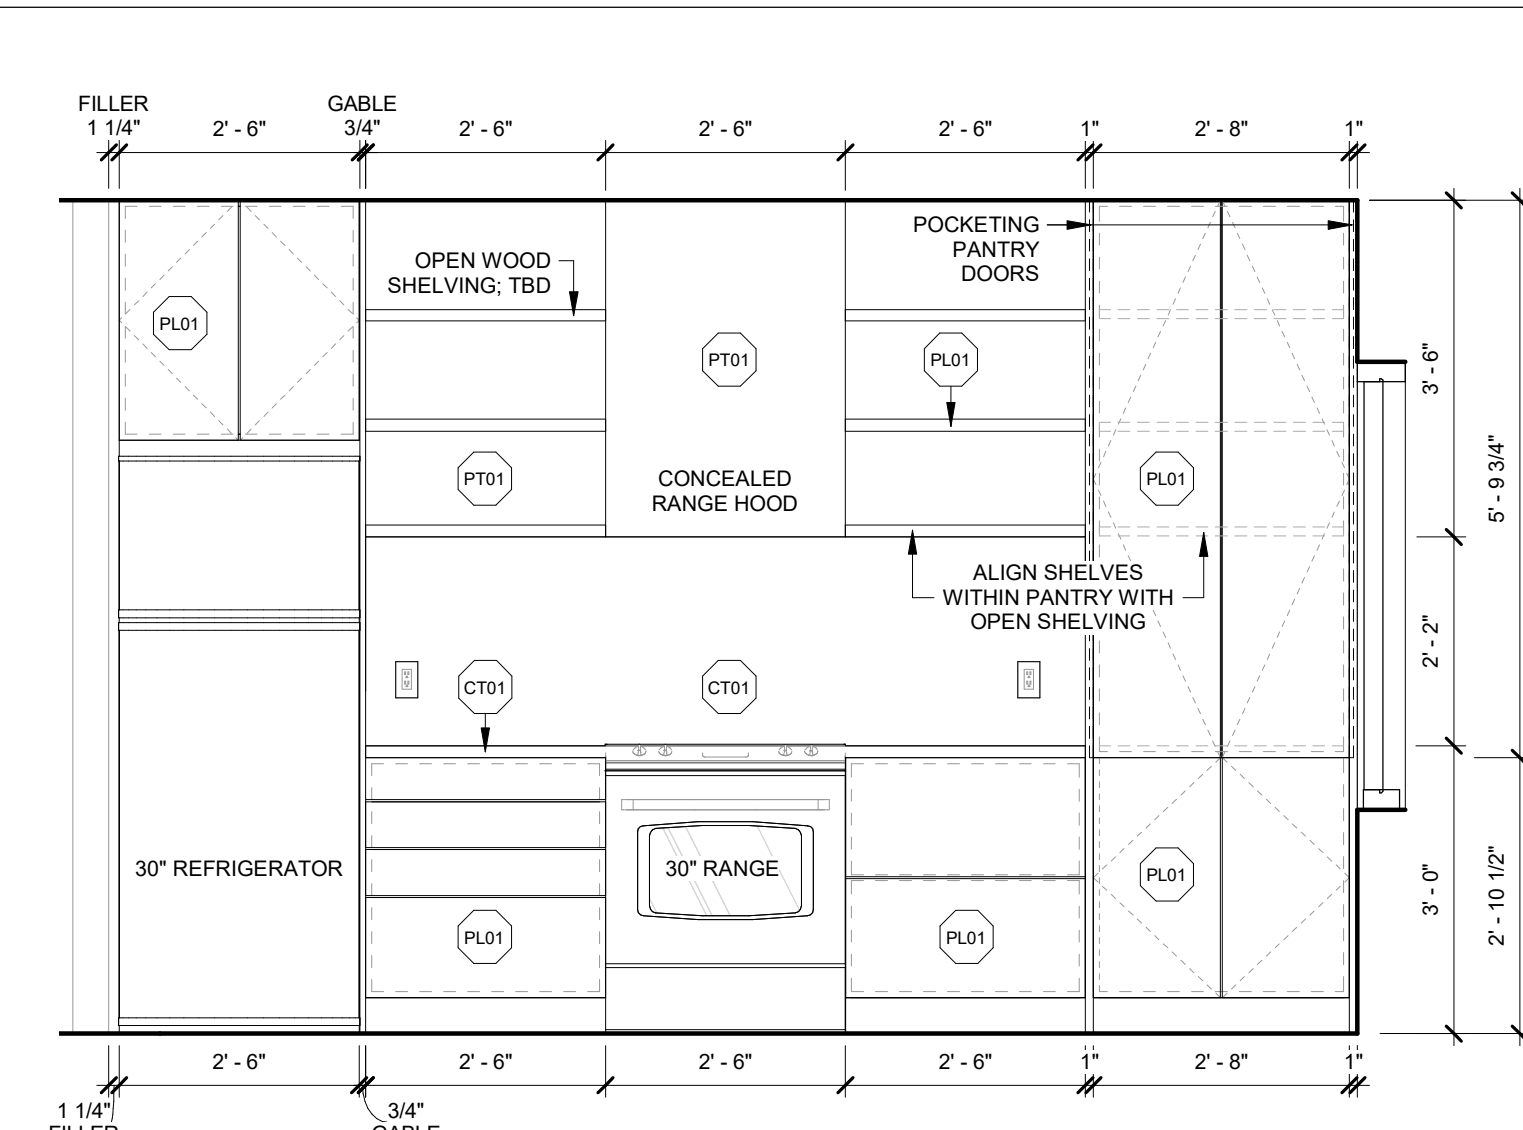 FILLER
1 1/4"
2' - 6"
GABLE
3/4"
2' - 6"
2' - 6"
2' - 6"
1"
2' - 8"
1"
POCKETING
PANTRY
DOORS
OPEN WOOD
SHELVING; TBD
PL01
PT01
PL01
PT01
CONCEALED
RANGE HOOD
PL01
ALIGN SHELVES
WITHIN PANTRY WITH
OPEN SHELVING
CT01
CT01
30" REFRIGERATOR
30" RANGE
PL01
PL01
PL01
3' - 6"
2' - 2"
3' - 0"
5' - 9 3/4"
2' - 10 1/2"
2' - 6"
2' - 6"
2' - 6"
2' - 6"
1"
2' - 8"
1"
1 1/4"
FILLER
3/4"
GABLE